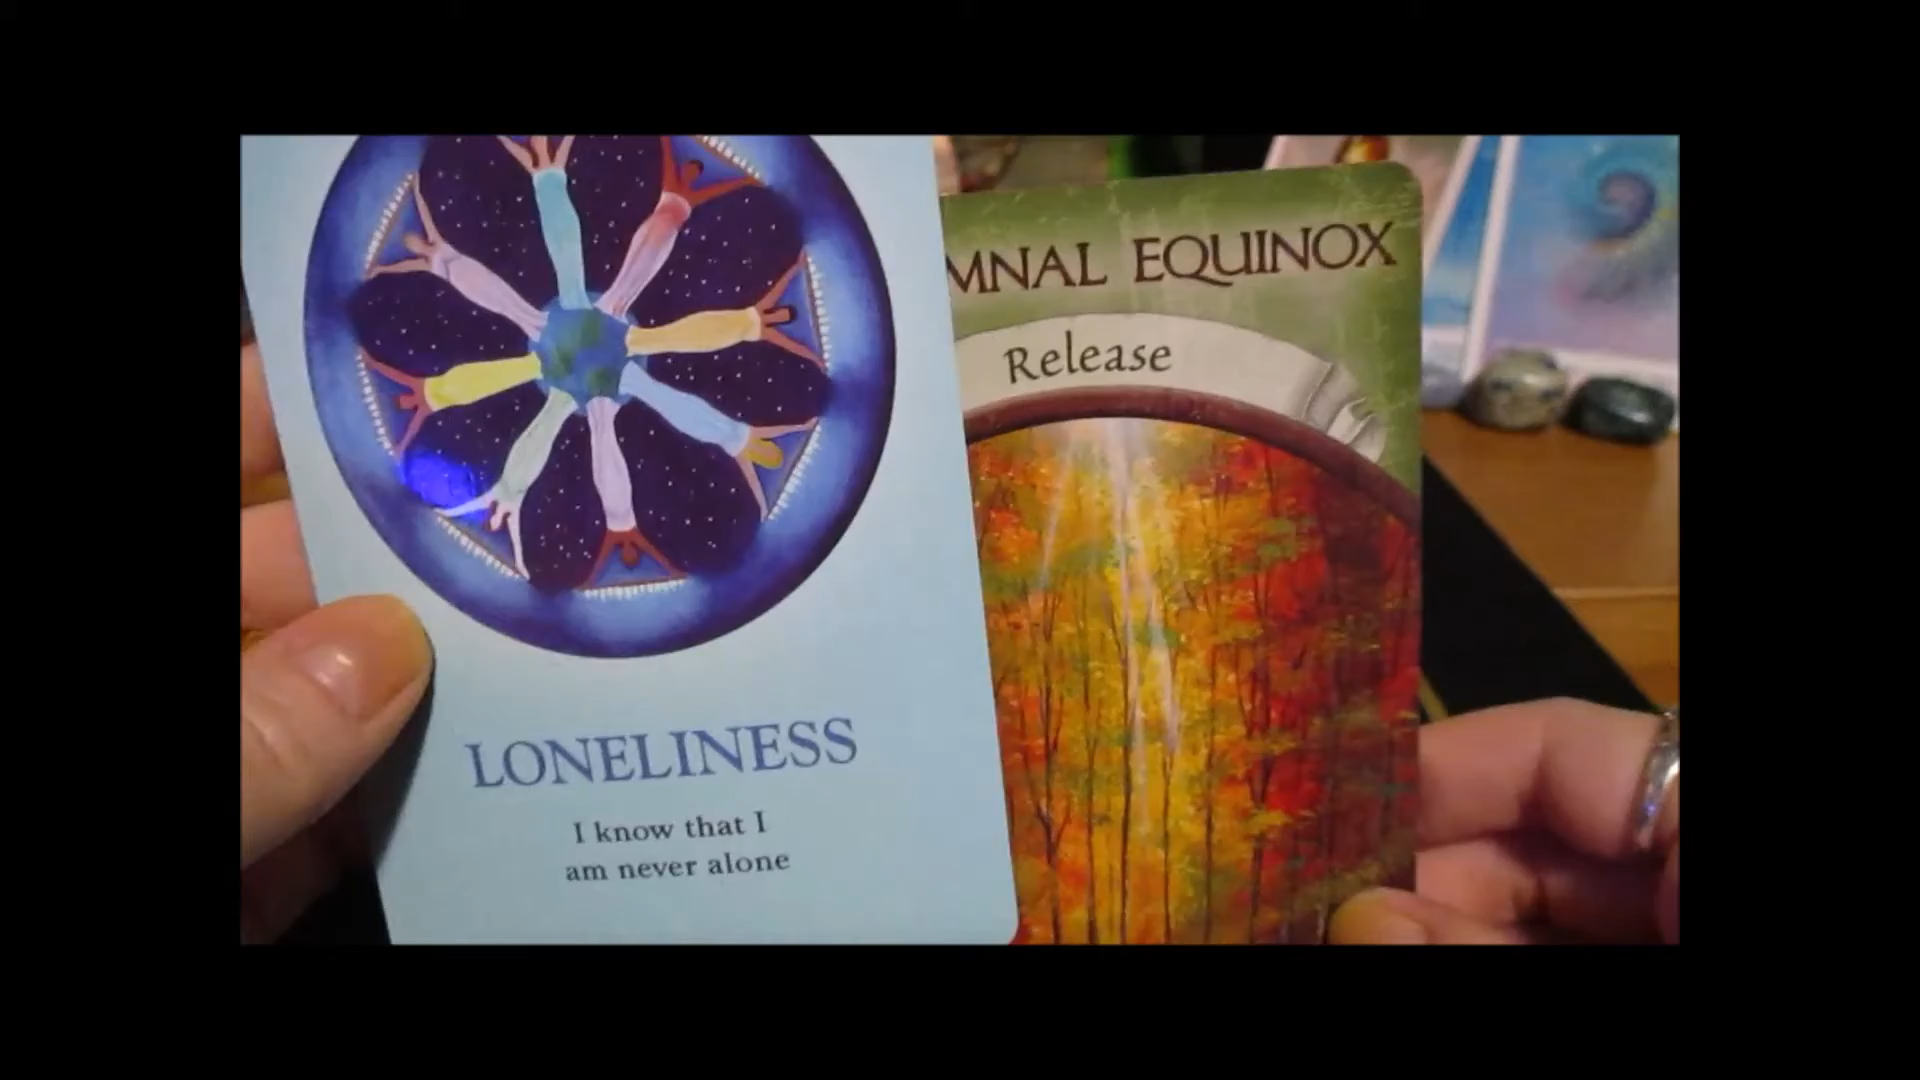 LONELINESS
I know that I
am never alone
MNAL EQUINOX
Release